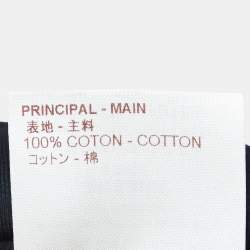 PRINCIPAL - MAIN
表地 - 主料
100% COTON - COTTON
コットン - 棉